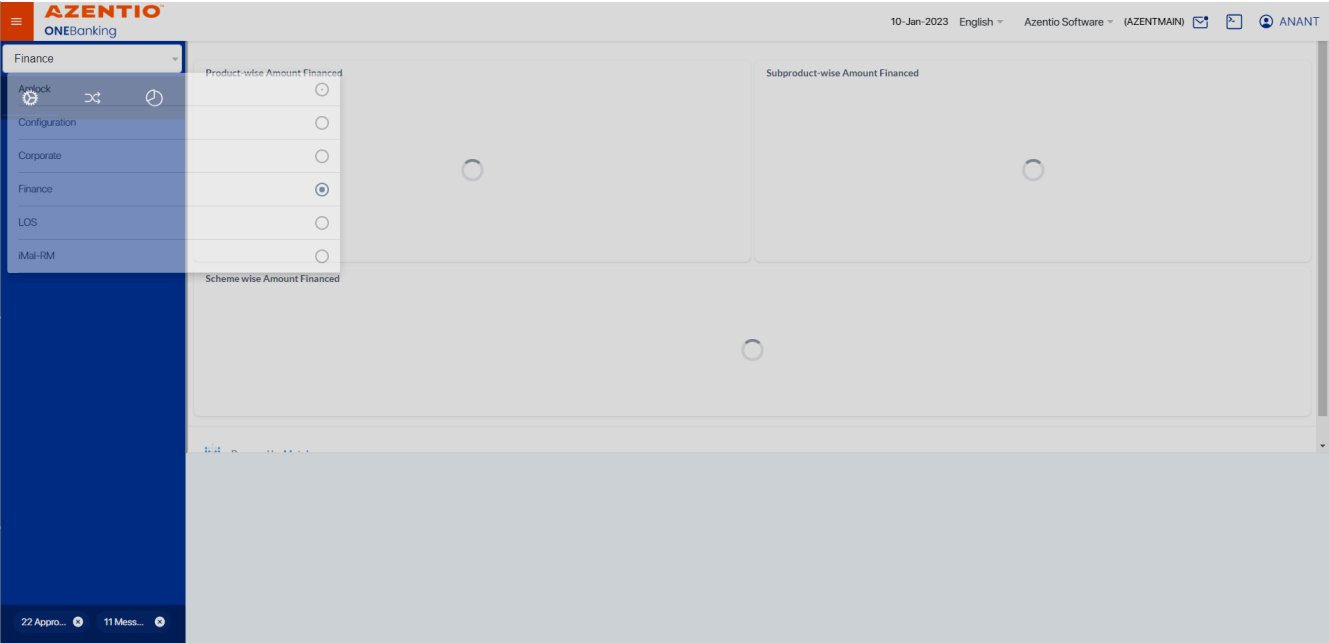 AZENTIO
ONEBanking
10-Jan-2023 English Azentio Software (AZENTMAIN) ANANT
Finance
Product-wise Amount Financed
Subproduct-wise Amount Financed
Amlock
Configuration
Corporate
Finance
LOS
iMal-RM
Scheme wise Amount Financed
22 Appro... 11 Mess...